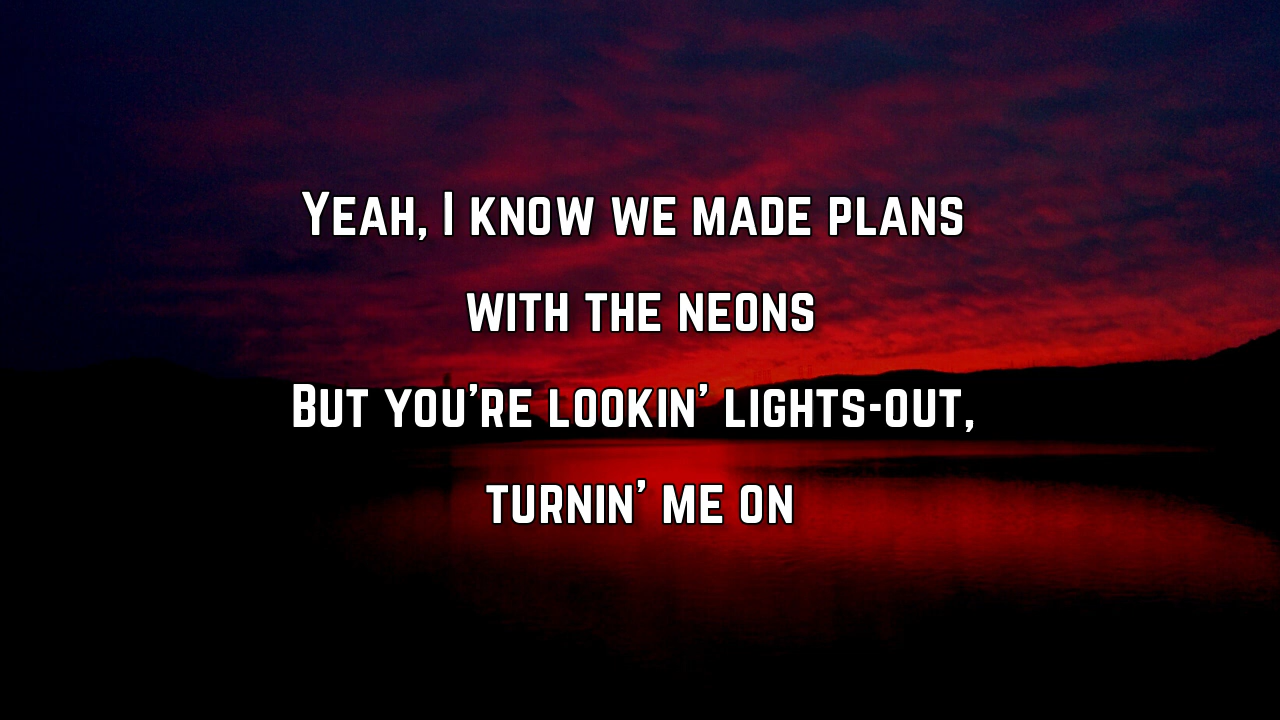 Yeah, I know we made plans
with the neons
But you’re lookin’ lights-out,
turnin’ me on